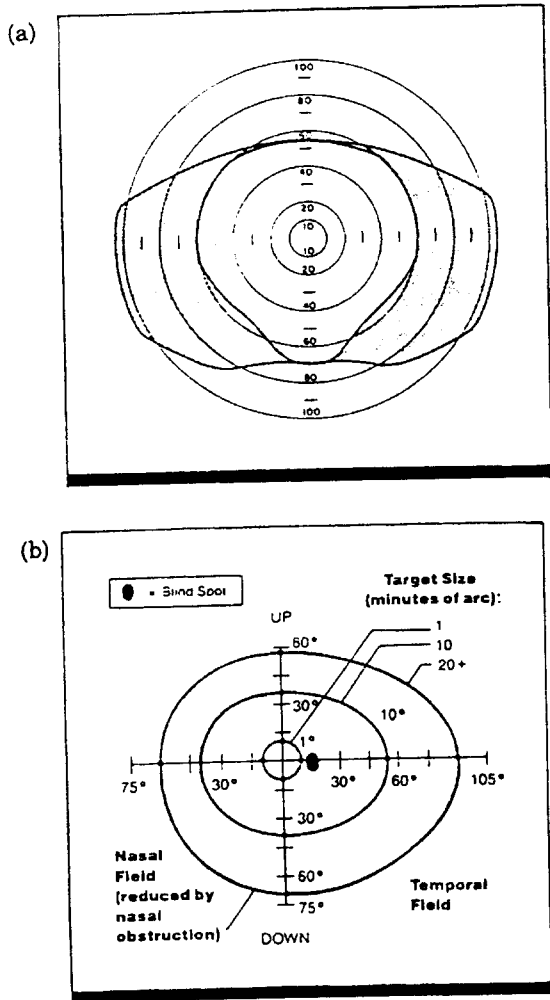 (a)
100
80
60
40
20
10
10
20
40
60
80
100
(b)
= Blind Spot
Target Size
(minutes of arc):
1
10
20+
UP
60°
30°
10°
1°
75° 30° 30° 60° 105°
30°
60°
75°
DOWN
Nasal
Field
(reduced by
nasal
obstruction)
Temporal
Field